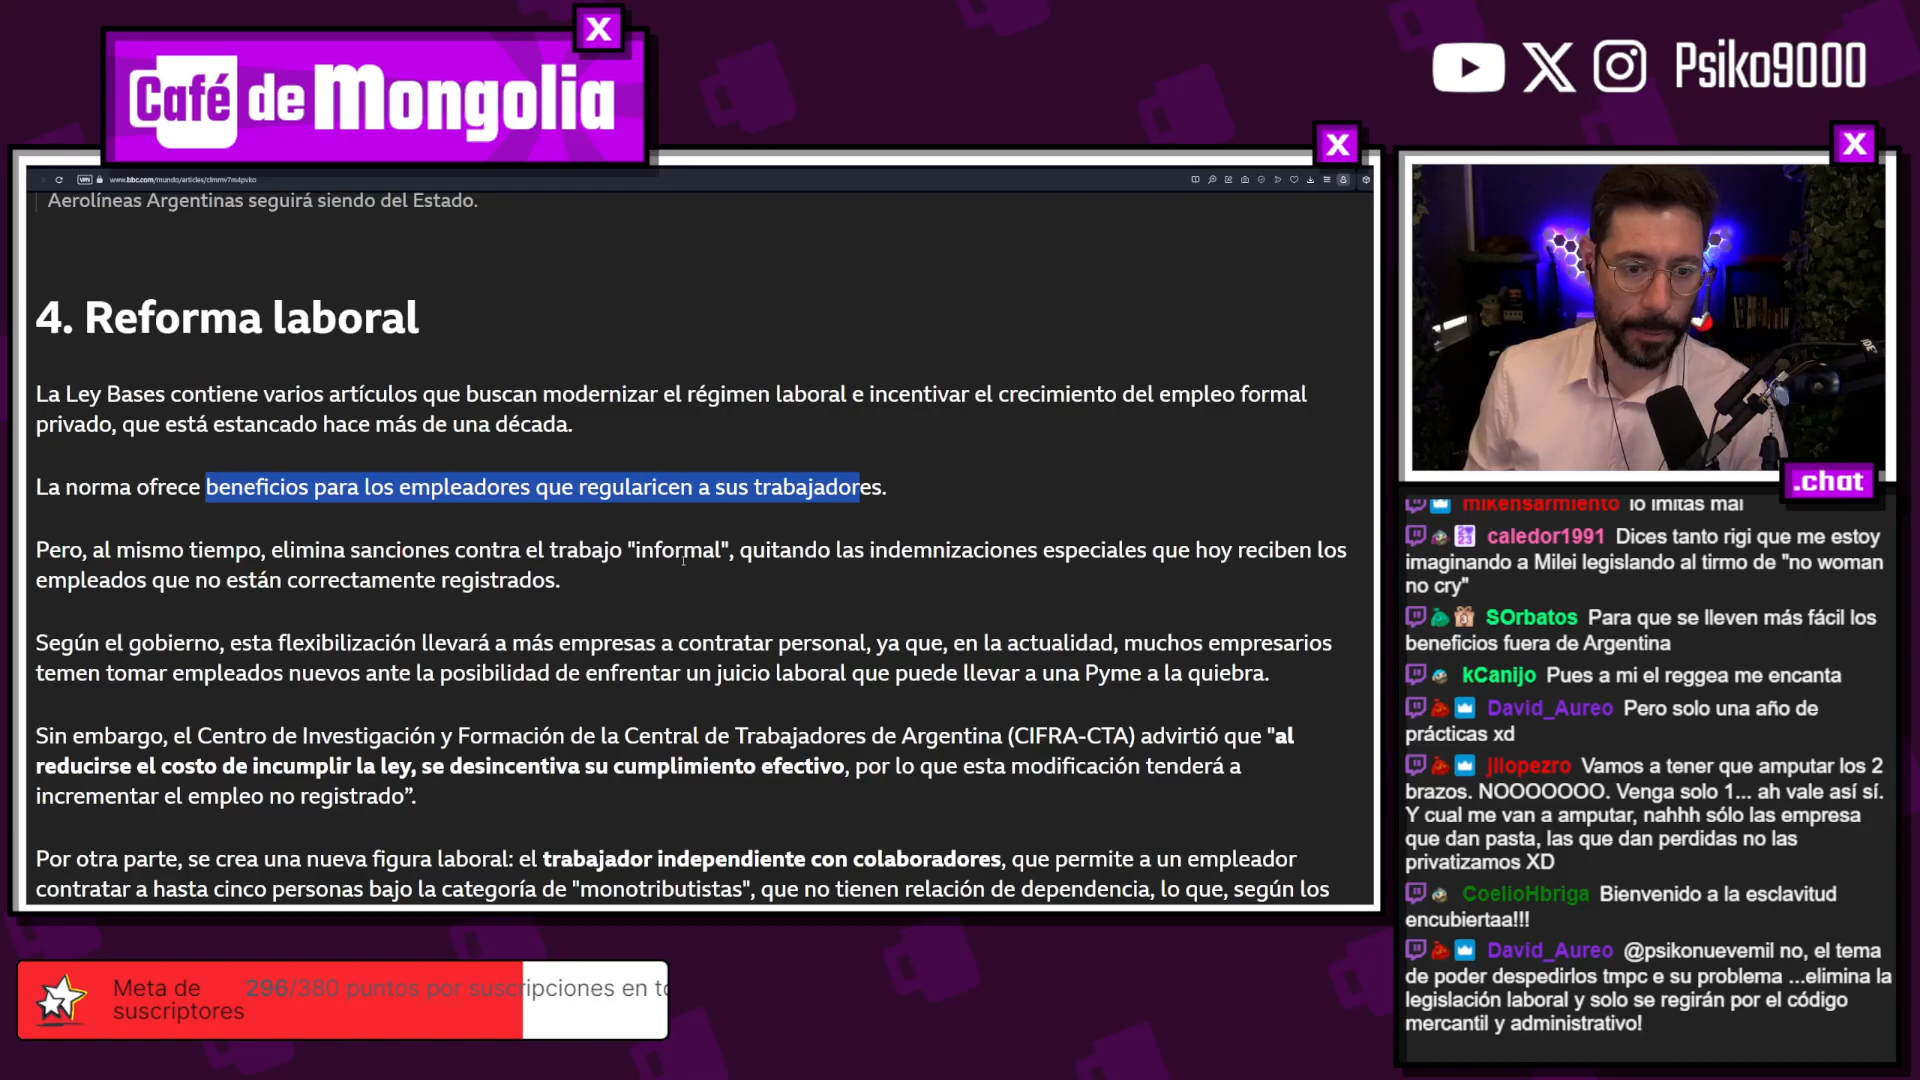 X
Café de Mongolia
Psiko9000
X
X
VPN
www.bbc.com/mundo/articles/clmmv7m4pvko
Aerolíneas Argentinas seguirá siendo del Estado.
4. Reforma laboral
La Ley Bases contiene varios artículos que buscan modernizar el régimen laboral e incentivar el crecimiento del empleo formal
privado, que está estancado hace más de una década.
La norma ofrece beneficios para los empleadores que regularicen a sus trabajadores.
Pero, al mismo tiempo, elimina sanciones contra el trabajo "informal", quitando las indemnizaciones especiales que hoy reciben los
empleados que no están correctamente registrados.
Según el gobierno, esta flexibilización llevará a más empresas a contratar personal, ya que, en la actualidad, muchos empresarios
temen tomar empleados nuevos ante la posibilidad de enfrentar un juicio laboral que puede llevar a una Pyme a la quiebra.
Sin embargo, el Centro de Investigación y Formación de la Central de Trabajadores de Argentina (CIFRA-CTA) advirtió que "al
reducirse el costo de incumplir la ley, se desincentiva su cumplimiento efectivo, por lo que esta modificación tenderá a
incrementar el empleo no registrado”.
Por otra parte, se crea una nueva figura laboral: el trabajador independiente con colaboradores, que permite a un empleador
contratar a hasta cinco personas bajo la categoría de "monotributistas", que no tienen relación de dependencia, lo que, según los
.chat
mikensarmiento lo imitas mal
caledor1991 Dices tanto rigi que me estoy
imaginando a Milei legislando al tirmo de "no woman
no cry"
SOrbatos Para que se lleven más fácil los
beneficios fuera de Argentina
kCanijo Pues a mi el reggea me encanta
David_Aureo Pero solo una año de
prácticas xd
jllopezro Vamos a tener que amputar los 2
brazos. NOOOOOOO. Venga solo 1... ah vale así sí.
Y cual me van a amputar, nahhh sólo las empresa
que dan pasta, las que dan perdidas no las
privatizamos XD
CoelioHbriga Bienvenido a la esclavitud
encubiertaa!!!
David_Aureo @psikonuevemil no, el tema
de poder despedirlos tmpc e su problema ...elimina la
legislación laboral y solo se regirán por el código
mercantil y administrativo!
Meta de
suscriptores
296/380 puntos por suscripciones en to